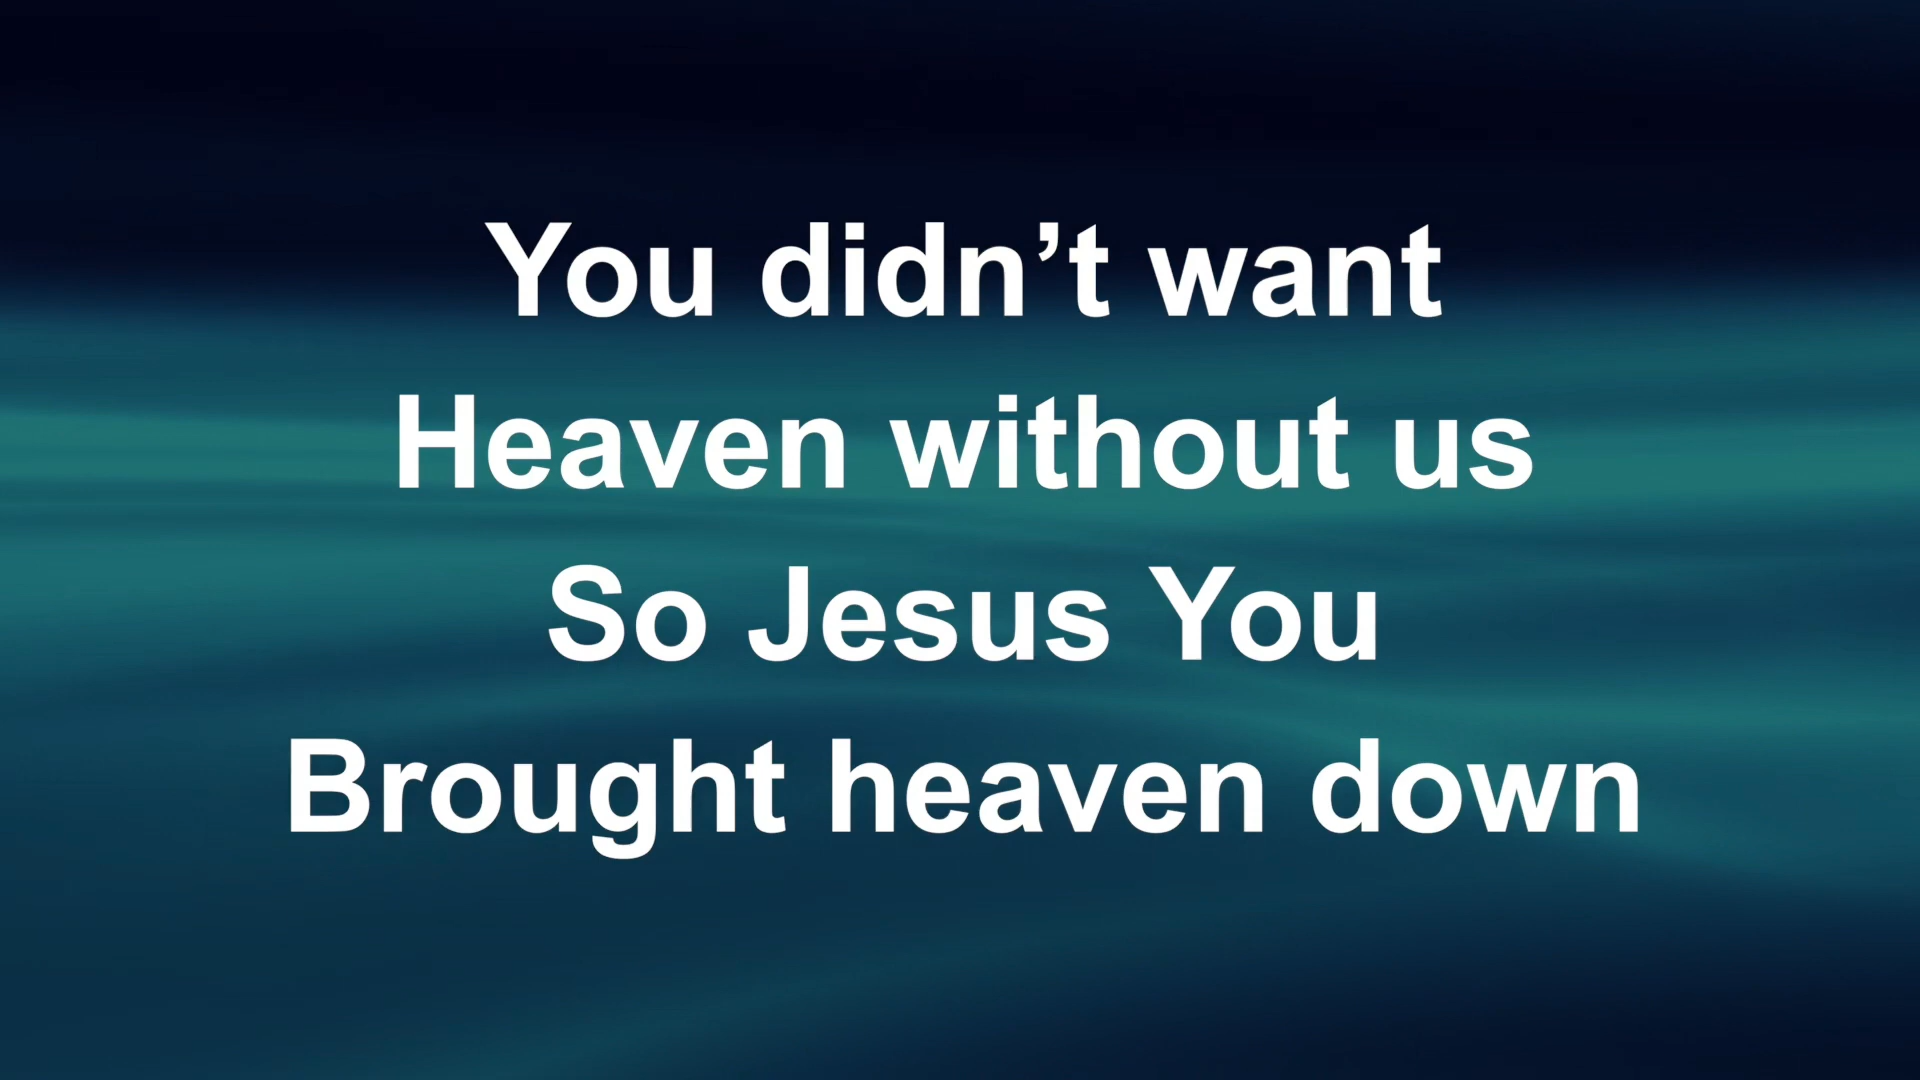 You didn’t want
Heaven without us
So Jesus You
Brought heaven down